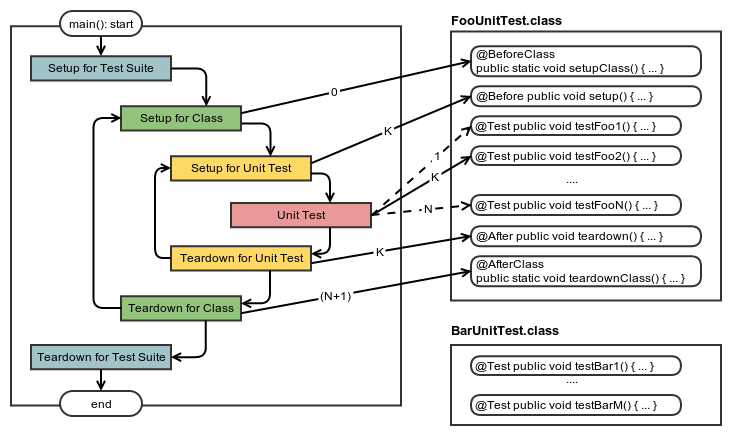 main(): start
Setup for Test Suite
Setup for Class
Setup for Unit Test
Unit Test
Teardown for Unit Test
Teardown for Class
Teardown for Test Suite
end
0
K
1
K
N
K
(N+1)
FooUnitTest.class
@BeforeClass
public static void setupClass() { ... }
@Before public void setup() { ... }
@Test public void testFoo1() { ... }
@Test public void testFoo2() { ... }
....
@Test public void testFooN() { ... }
@After public void teardown() { ... }
@AfterClass
public static void teardownClass() { ... }
BarUnitTest.class
@Test public void testBar1() { ... }
....
@Test public void testBarM() { ... }